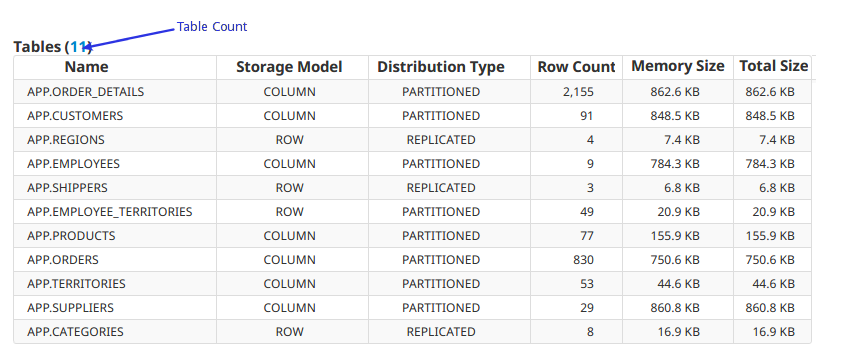 Table Count
Tables (11)
Name Storage Model Distribution Type Row Count Memory Size Total Size
APP.ORDER_DETAILS COLUMN PARTITIONED 2,155 862.6 KB 862.6 KB
APP.CUSTOMERS COLUMN PARTITIONED 91 848.5 KB 848.5 KB
APP.REGIONS ROW REPLICATED 4 7.4 KB 7.4 KB
APP.EMPLOYEES COLUMN PARTITIONED 9 784.3 KB 784.3 KB
APP.SHIPPERS ROW REPLICATED 3 6.8 KB 6.8 KB
APP.EMPLOYEE_TERRITORIES ROW PARTITIONED 49 20.9 KB 20.9 KB
APP.PRODUCTS COLUMN PARTITIONED 77 155.9 KB 155.9 KB
APP.ORDERS COLUMN PARTITIONED 830 750.6 KB 750.6 KB
APP.TERRITORIES COLUMN PARTITIONED 53 44.6 KB 44.6 KB
APP.SUPPLIERS COLUMN PARTITIONED 29 860.8 KB 860.8 KB
APP.CATEGORIES ROW REPLICATED 8 16.9 KB 16.9 KB